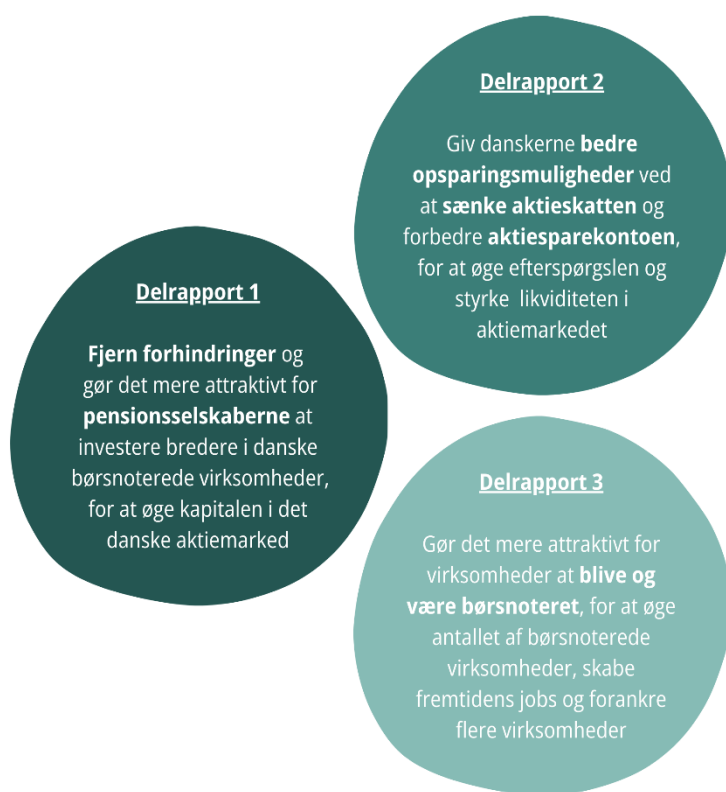 Delrapport 1
Fjern forhindringer og
gør det mere attraktivt for
pensionsselskaberne at
investere bredere i danske
børsnoterede virksomheder,
for at øge kapitalen i det
danske aktiemarked
Delrapport 2
Giv danskerne bedre
opsparingsmuligheder ved
at sænke aktieskatten og
forbedre aktiesparekontoen,
for at øge efterspørgslen og
styrke likviditeten i
aktiemarkedet
Delrapport 3
Gør det mere attraktivt for
virksomheder at blive og
være børsnoteret, for at øge
antallet af børsnoterede
virksomheder, skabe
fremtidens jobs og forankre
flere virksomheder